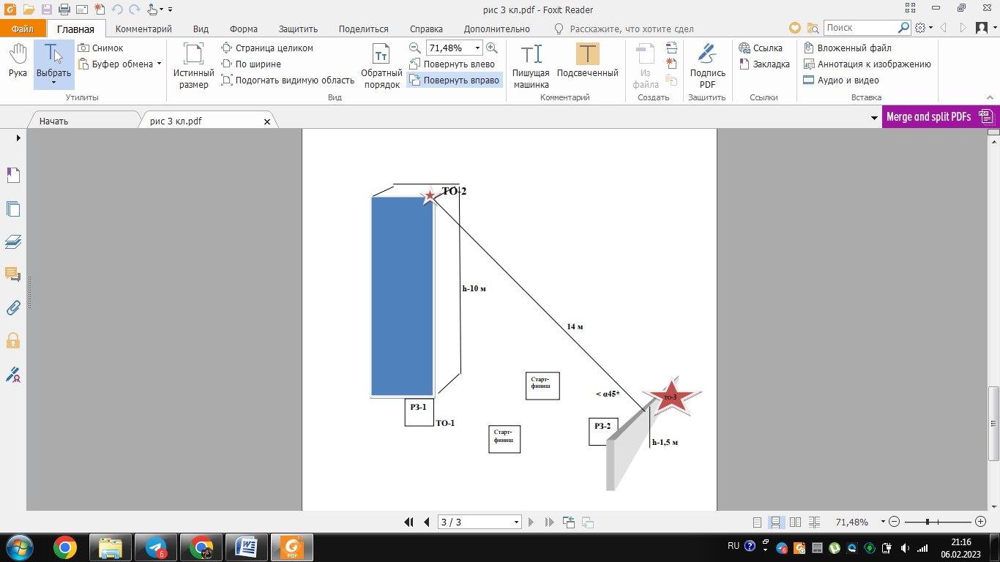 рис 3 кл.pdf - Foxit Reader
Файл
Главная
Комментарий
Вид
Форма
Защитить
Поделиться
Справка
Дополнительно
Расскажите, что хотите сдел
Поиск
Рука
Выбрать
Снимок
Буфер обмена
Утилиты
Истинный
размер
Страница целиком
По ширине
Подогнать видимую область
Обратный
порядок
71,48%
Повернуть влево
Повернуть вправо
Вид
Пишущая
машинка
Подсвеченный
Комментарий
Из
файла
Создать
Подпись
PDF
Защитить
Ссылка
Закладка
Ссылки
Вложенный файл
Аннотация к изображению
Аудио и видео
Вставка
Начать
рис 3 кл.pdf
Merge and split PDFs
ТО-2
h-10 м
14 м
Старт-
финиш
< α45*
ТО-3
РЗ-1
ТО-1
Старт-
финиш
РЗ-2
h-1,5 м
3 / 3
71,48%
6
PDF
RU
21:16
06.02.2023